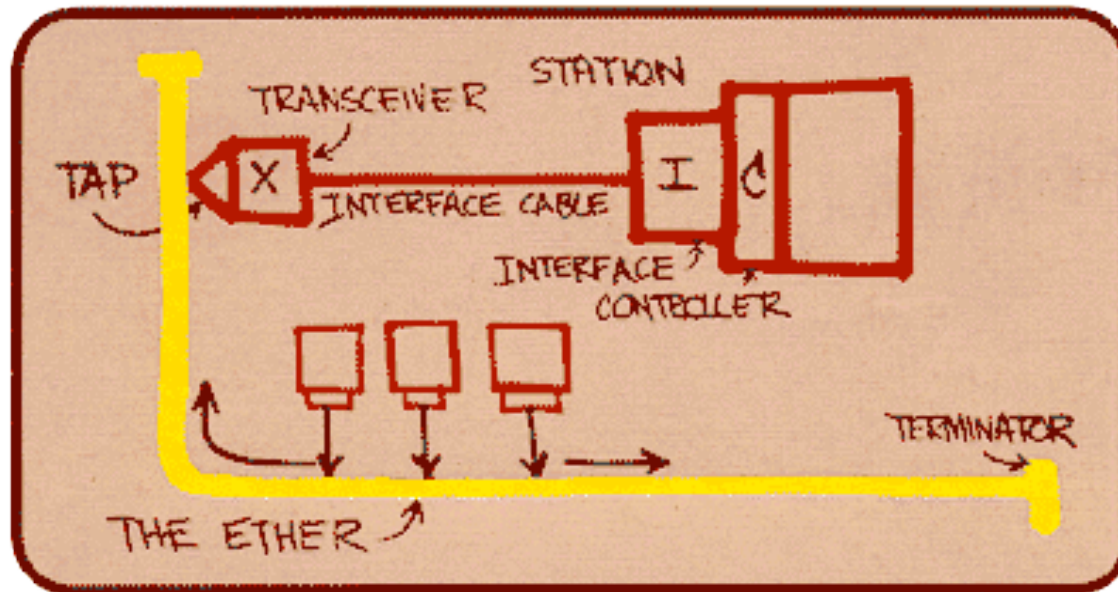 STATION
TRANSCEIVER
TAP
X
I
C
INTERFACE CABLE
INTERFACE
CONTROLLER
TERMINATOR
THE ETHER